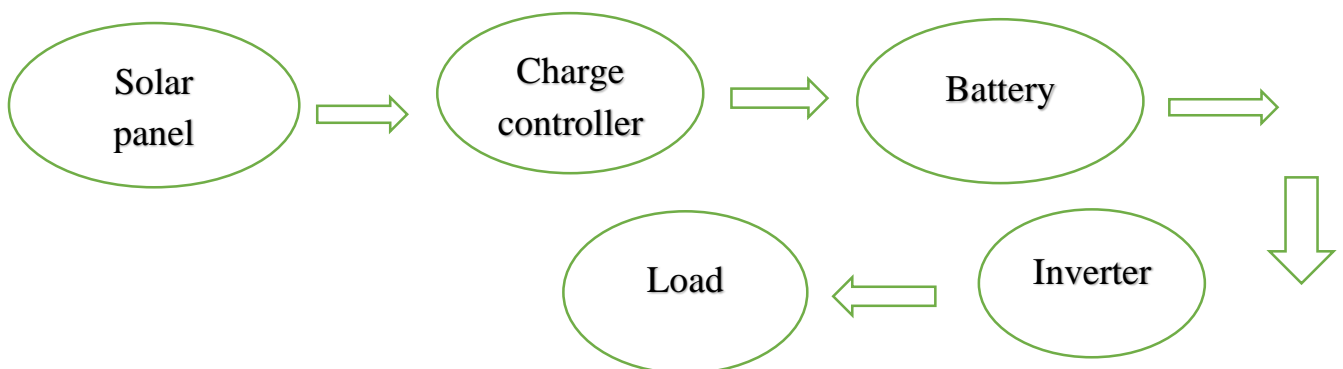 Solar
panel
Charge
controller
Battery
Inverter
Load